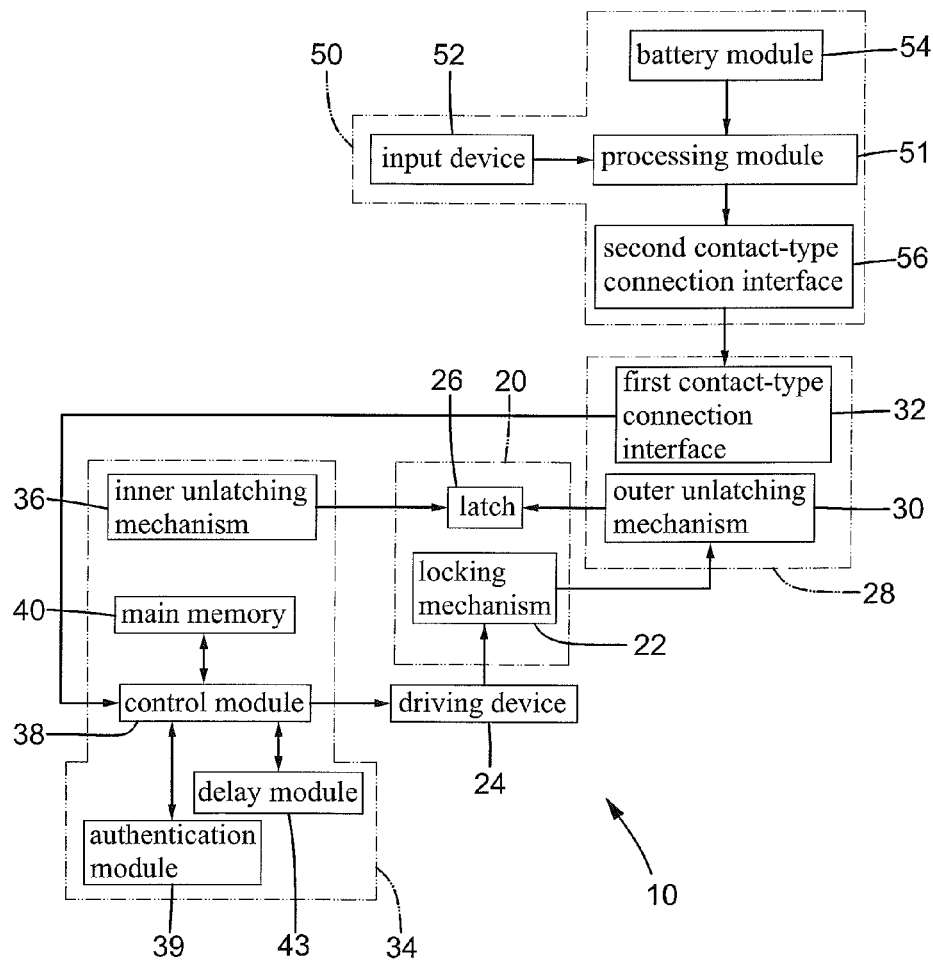 battery module
54
52
50
input device
processing module
51
second contact-type
connection interface
56
26
20
first contact-type
connection
interface
32
36
inner unlatching
mechanism
latch
outer unlatching
mechanism
30
locking
mechanism
28
40
main memory
22
control module
driving device
38
24
delay module
authentication
module
10
39
43
34